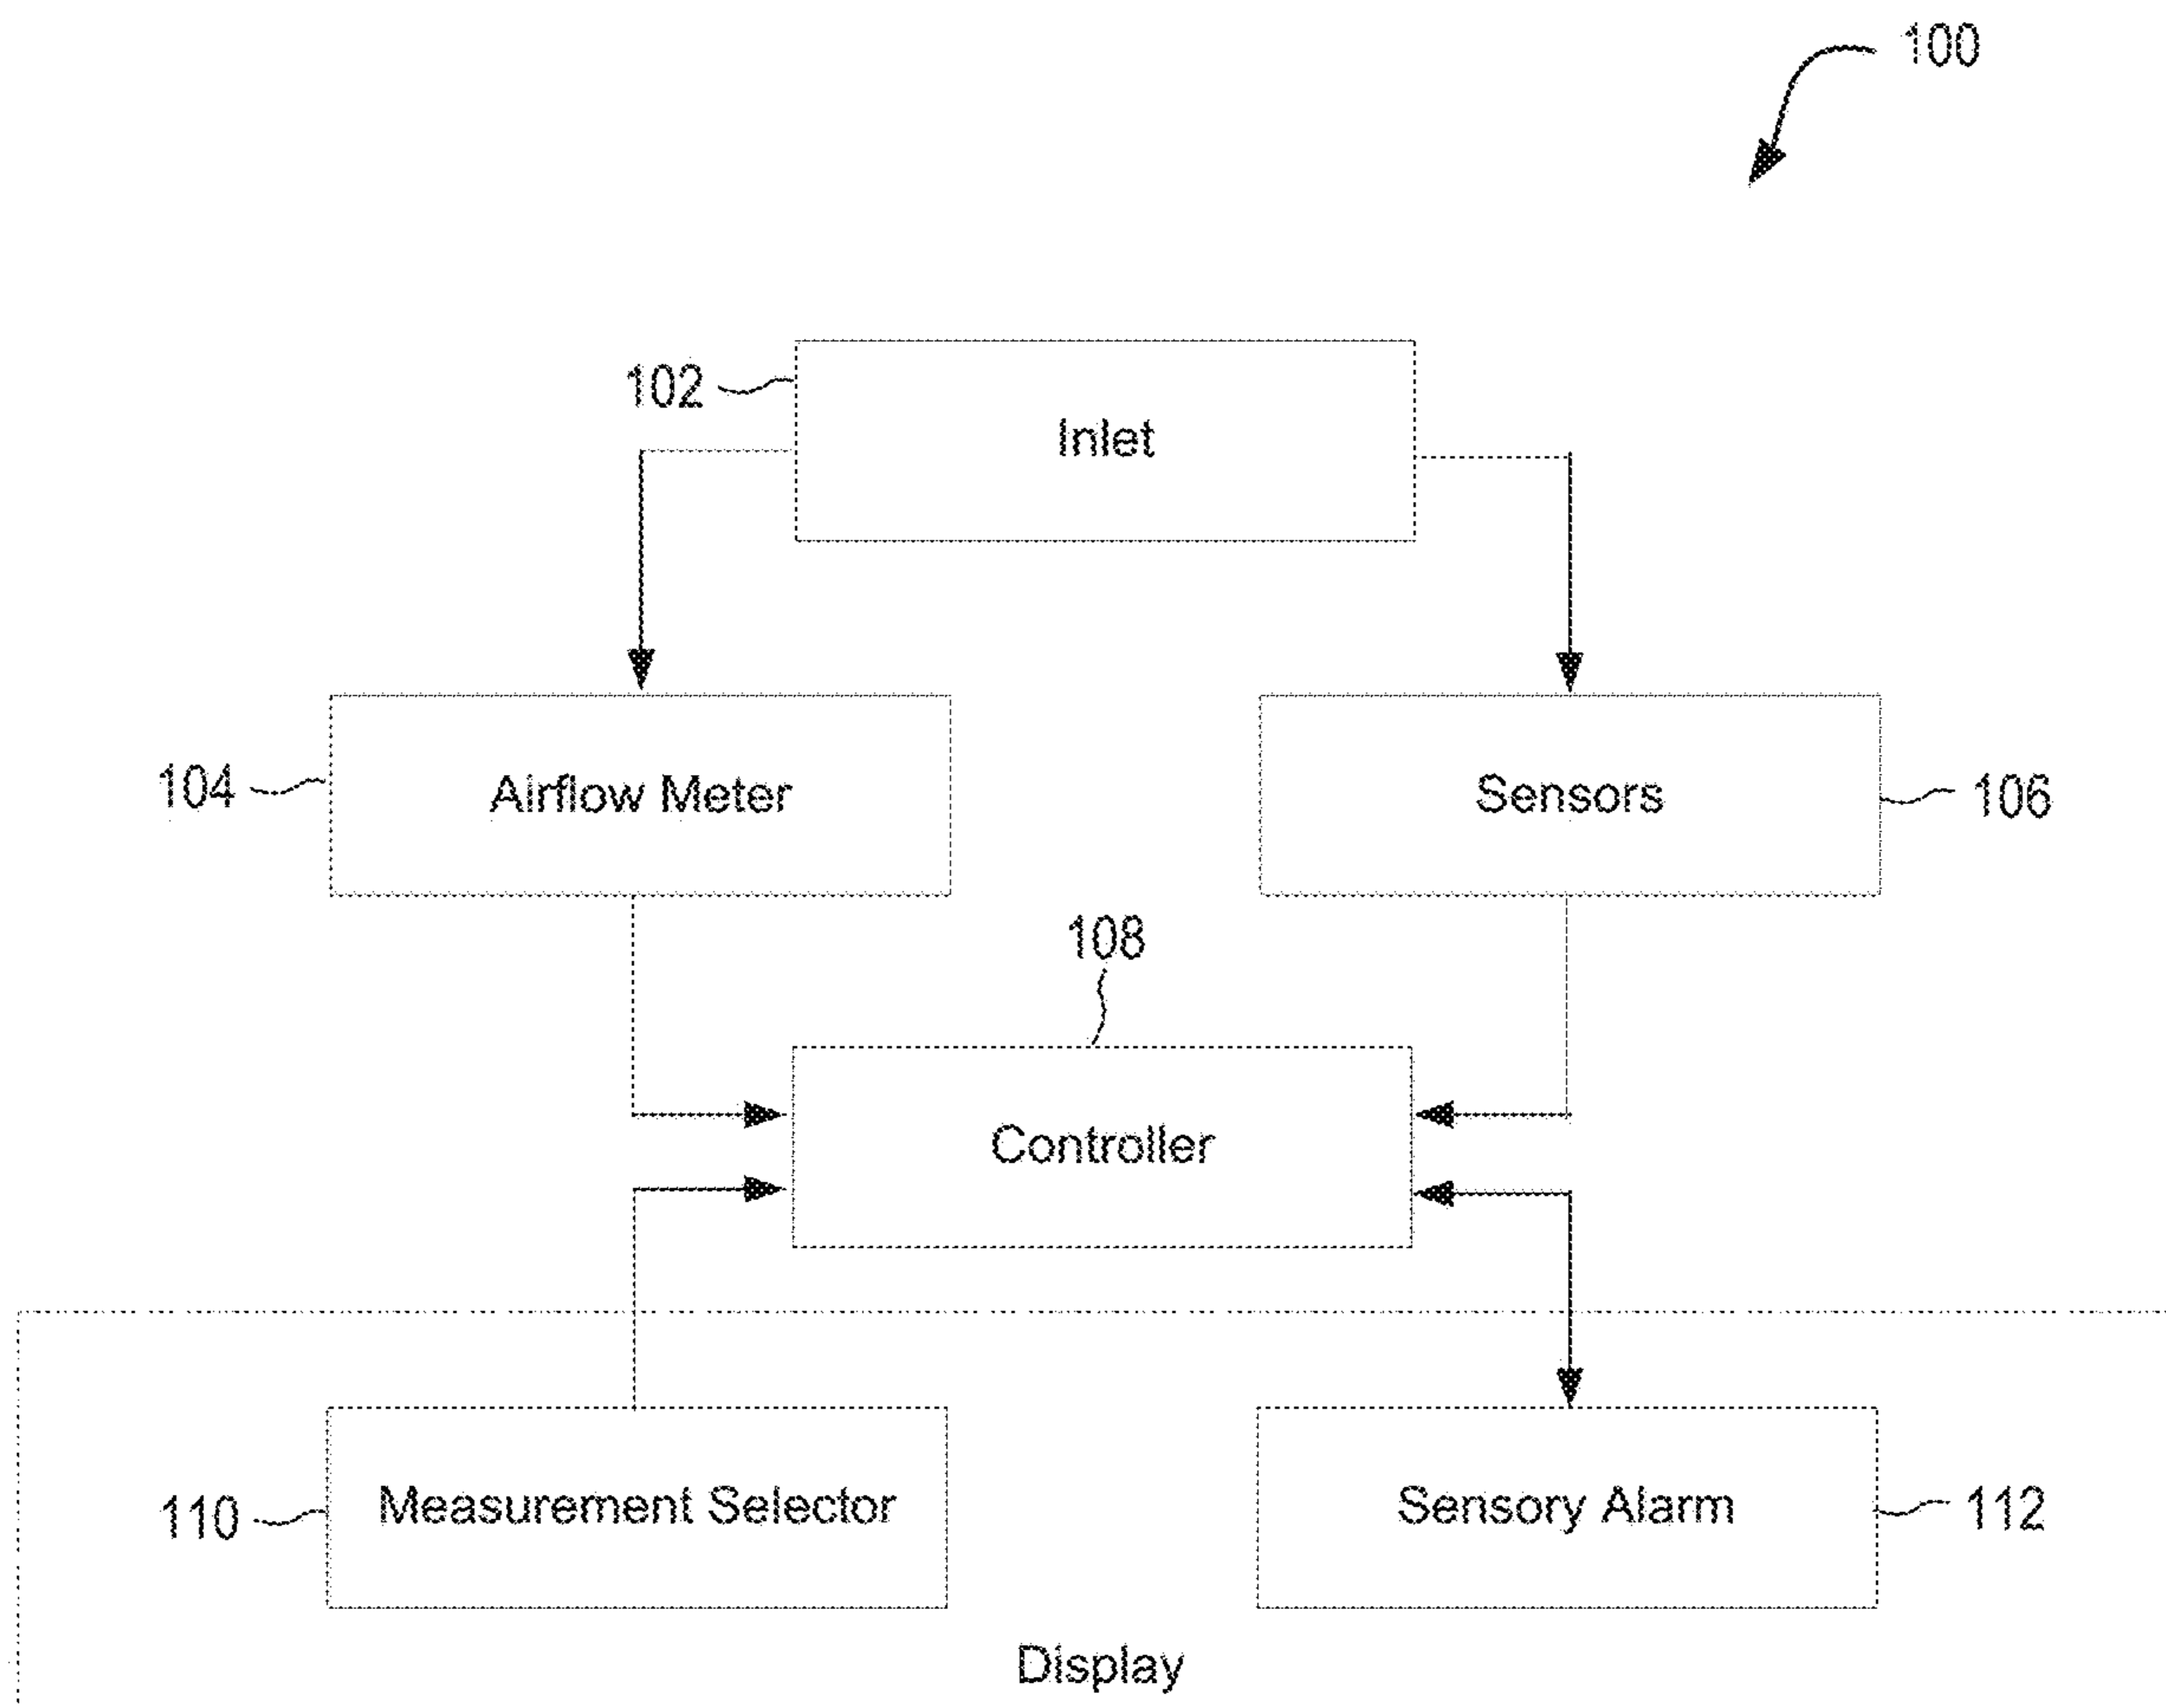 100
102
Inlet
104
Airflow Meter
Sensors
106
108
Controller
110
Measurement Selector
Sensory Alarm
112
Display